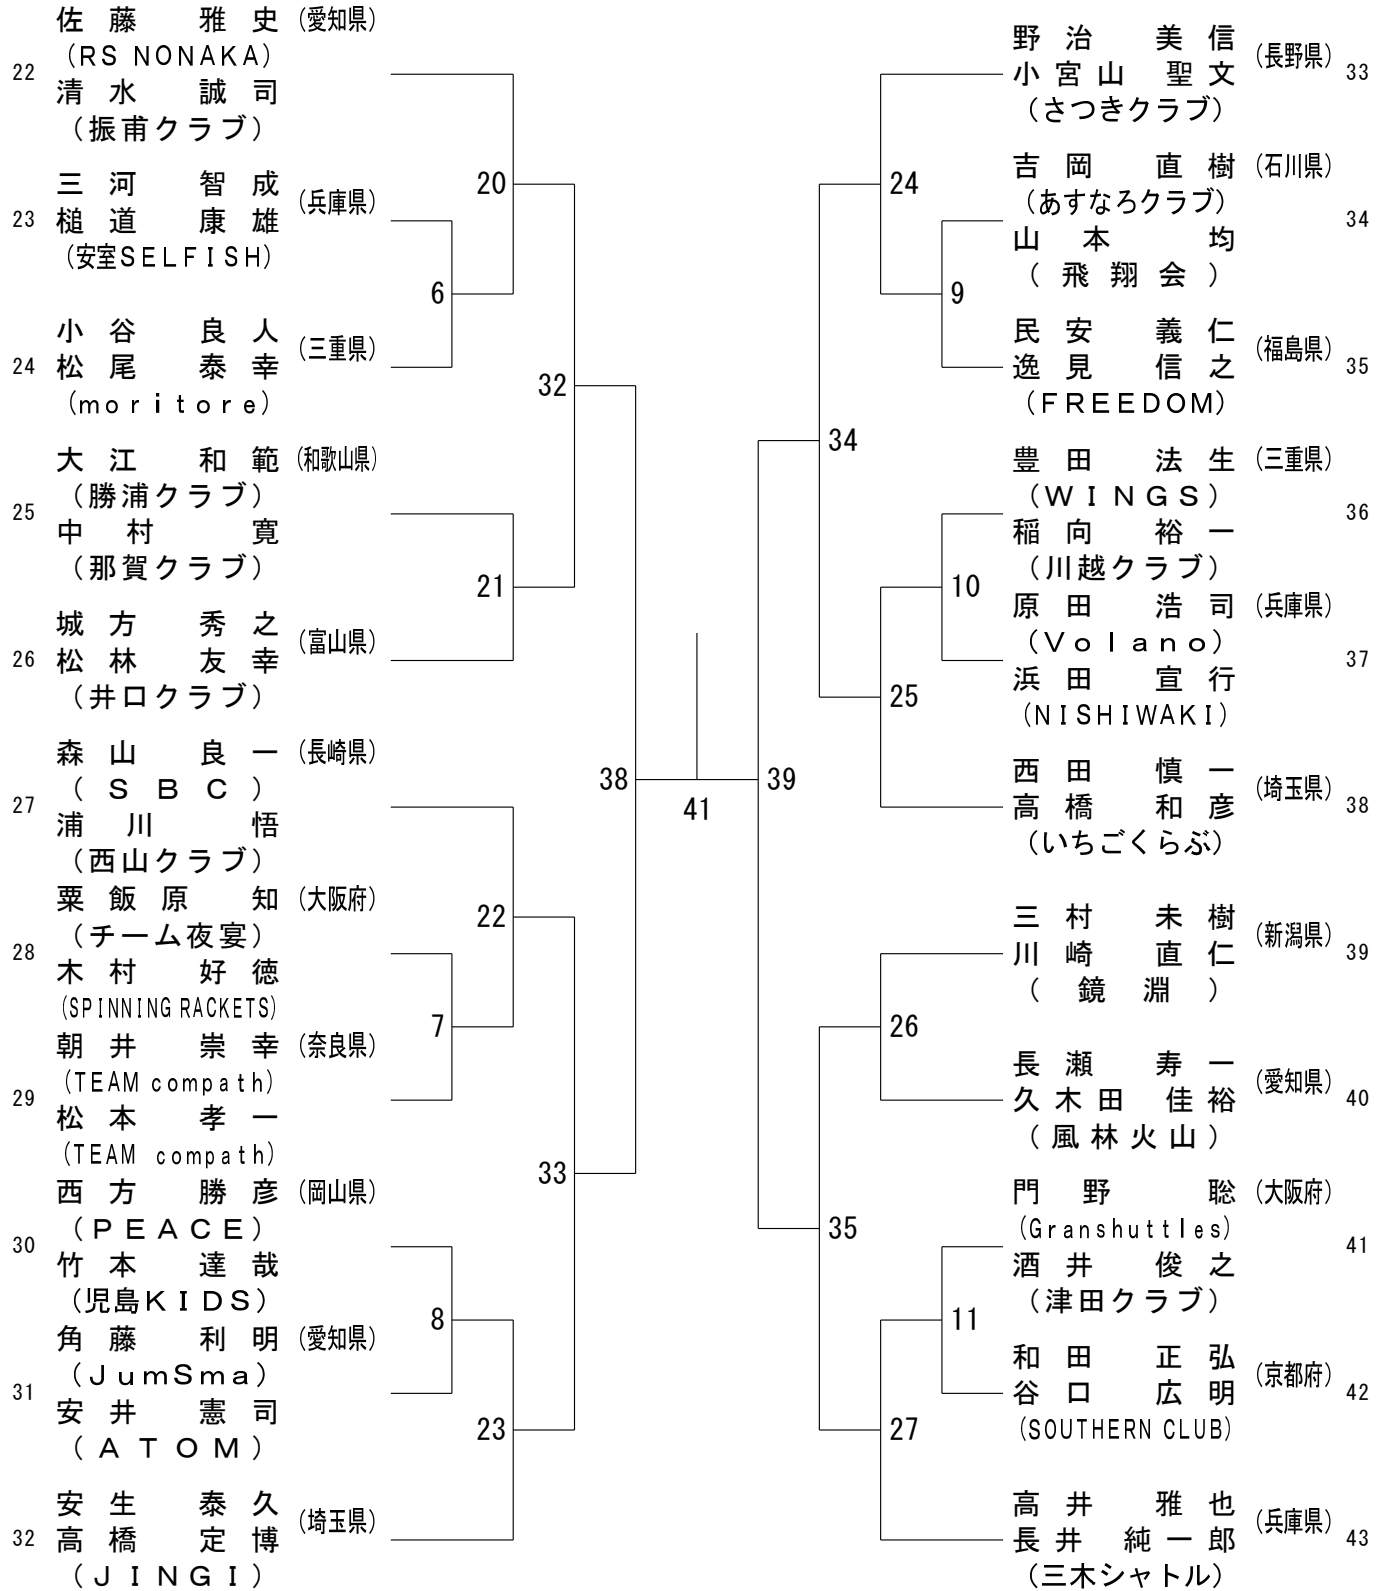 佐藤 雅史 (愛知県)
(RS NONAKA)
22
清水 誠司
(振甫クラブ)
三河 智成
(兵庫県)
23
槌道 康雄
(安室SELFISH)
小谷 良人
(三重県)
24
松尾 泰幸
(moritore)
大江 和範 (和歌山県)
(勝浦クラブ)
25
中村 寛
(那賀クラブ)
城方 秀之
(富山県)
26
松林 友幸
(井口クラブ)
森山 良一 (長崎県)
(SBC)
27
浦川 悟
(西山クラブ)
粟飯原 知 (大阪府)
(チーム夜宴)
28
木村 好徳
(SPINNING RACKETS)
朝井 崇幸 (奈良県)
(TEAM compath)
29
松本 孝一
(TEAM compath)
西方 勝彦 (岡山県)
(PEACE)
30
竹本 達哉
(児島KIDS)
角藤 利明 (愛知県)
(JumSma)
31
安井 憲司
(ATOM)
安生 泰久
(埼玉県)
32
高橋 定博
(JINGI)
20
6
32
21
38
22
7
33
8
23
41
39
24
9
34
10
25
26
35
11
27
野治 美信
(長野県)
小宮山 聖文
33
(さつきクラブ)
吉岡 直樹 (石川県)
(あすなろクラブ)
34
山本 均
(飛翔会)
民安 義仁
(福島県)
逸見 信之
35
(FREEDOM)
豊田 法生 (三重県)
(WINGS)
36
稲向 裕一
(川越クラブ)
原田 浩司 (兵庫県)
(Volano)
37
浜田 宣行
(NISHIWAKI)
西田 慎一
(埼玉県)
高橋 和彦
38
(いちごくらぶ)
三村 未樹
(新潟県)
川崎 直仁
39
(鏡淵)
長瀬 寿一
(愛知県)
久木田 佳裕
40
(風林火山)
門野 聡 (大阪府)
(Granshuttles)
41
酒井 俊之
(津田クラブ)
和田 正弘
(京都府)
谷口 広明
42
(SOUTHERN CLUB)
高井 雅也
(兵庫県)
長井 純一郎
43
(三木シャトル)